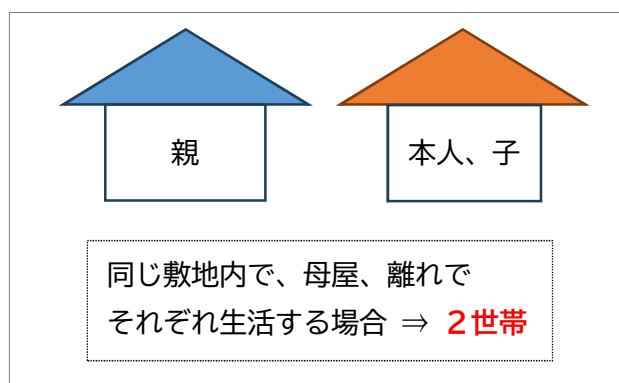 親
本人、子
同じ敷地内で、母屋、離れで
それぞれ生活する場合 ⇒ ２世帯